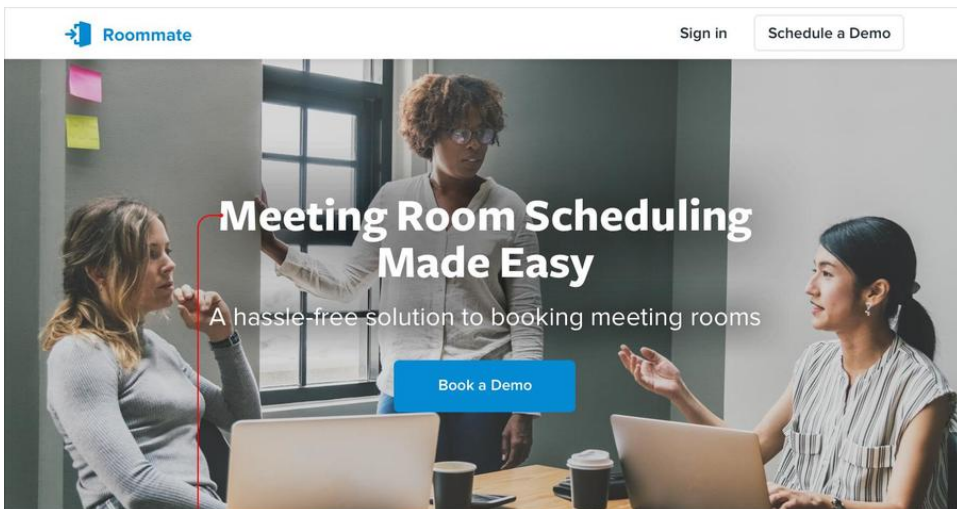 Roommate
Sign in
Schedule a Demo
Meeting Room Scheduling
Made Easy
A hassle-free solution to booking meeting rooms
Book a Demo